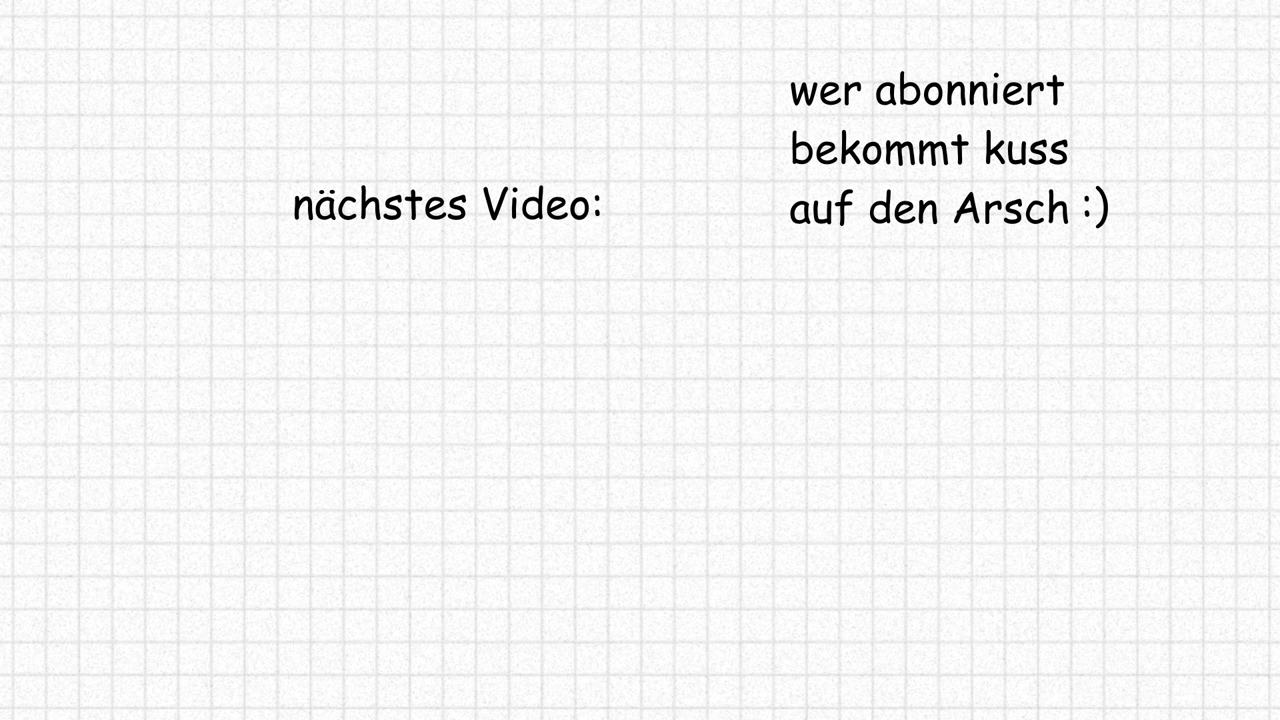 nächstes Video:
wer abonniert
bekommt kuss
auf den Arsch :)